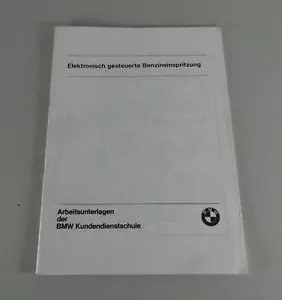 Elektronisch gesteuerte Benzineinspritzung
Arbeitsunterlagen
der
BMW Kundendienstschule